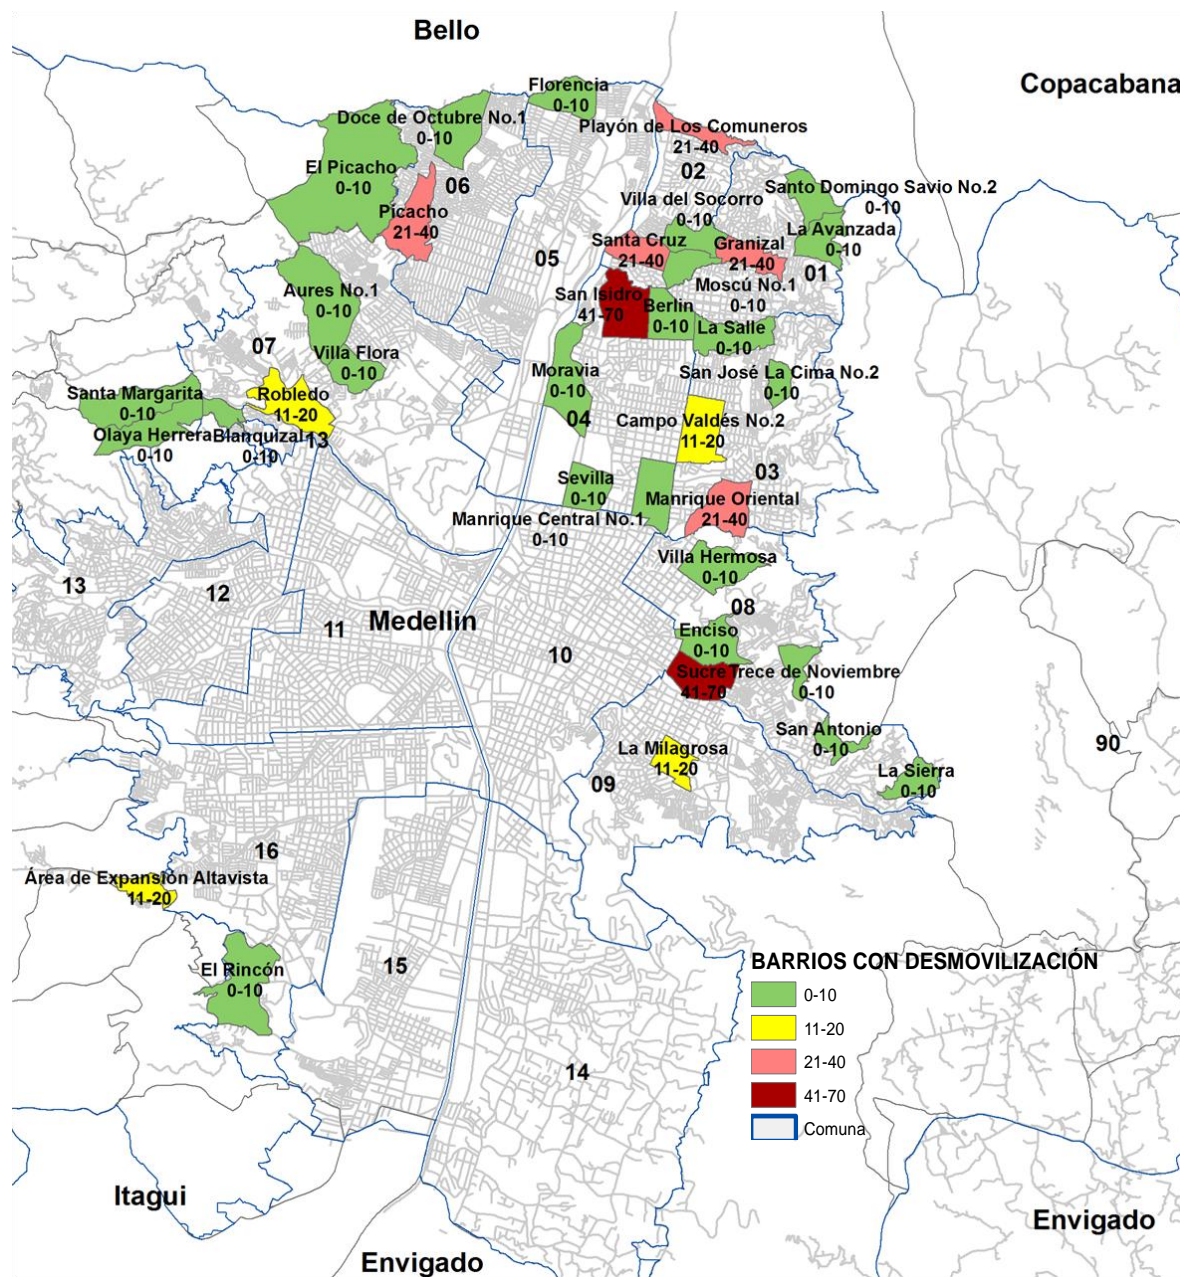 Bello
Copacabana
Florencia
0-10
Doce de Octubre No.1
0-10
Playón de Los Comuneros
21-40
El Picacho
0-10
06
02
Picacho
21-40
Villa del Socorro
0-10
Santo Domingo Savio No.2
0-10
La Avanzada
0-10
Santa Cruz
21-40
Granizal
21-40
05
01
Aures No.1
0-10
San Isidro
41-70
Berlin
0-10
Moscú No.1
0-10
La Salle
0-10
07
Villa Flora
0-10
Moravia
0-10
San José La Cima No.2
0-10
Santa Margarita
0-10
Robledo
11-20
04
Campo Valdés No.2
11-20
Olaya Herrera
0-10
Blanquizal
0-10
13
03
Sevilla
0-10
Manrique Oriental
21-40
Manrique Central No.1
0-10
Villa Hermosa
0-10
13
12
11
Medellin
10
08
Enciso
0-10
Sucre
41-70
Trece de Noviembre
0-10
San Antonio
0-10
La Milagrosa
11-20
09
La Sierra
0-10
90
16
Área de Expansión Altavista
11-20
El Rincón
0-10
15
14
BARRIOS CON DESMOVILIZACIÓN
0-10
11-20
21-40
41-70
Comuna
Itagui
Envigado
Envigado